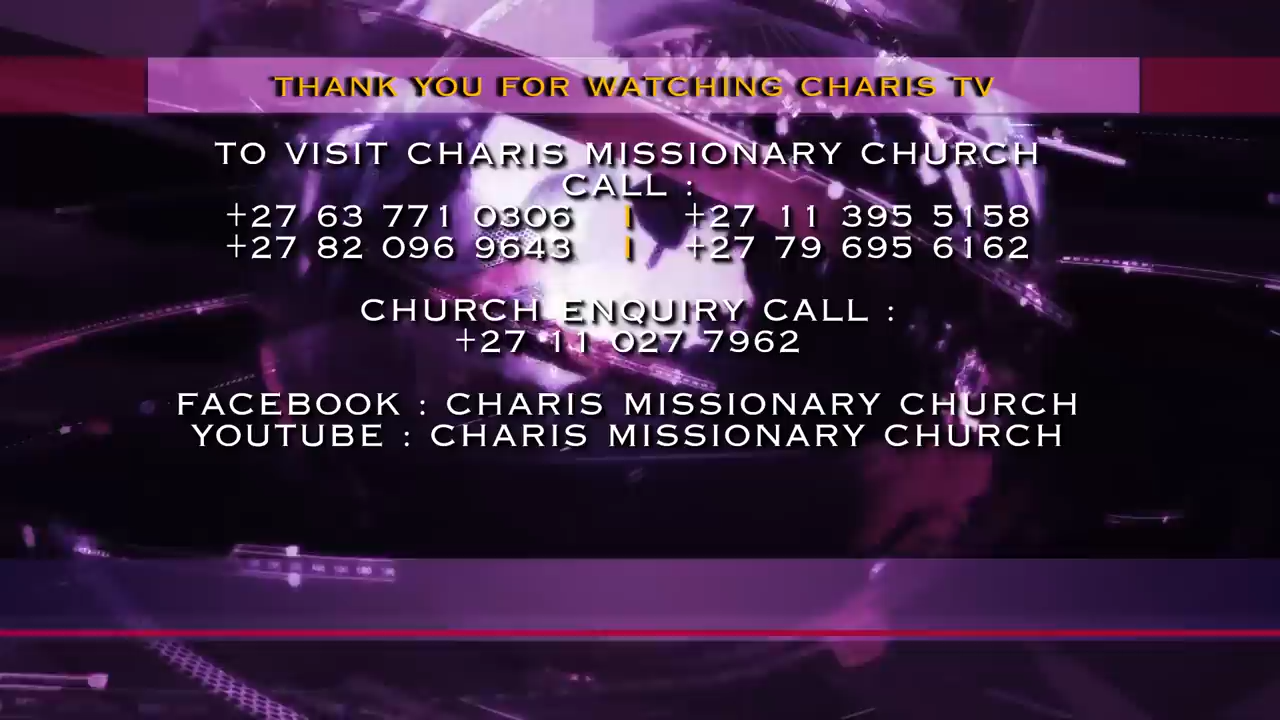 THANK YOU FOR WATCHING CHARIS TV
TO VISIT CHARIS MISSIONARY CHURCH
CALL :
+27 63 771 0306 | +27 11 395 5158
+27 82 096 9643 | +27 79 695 6162
CHURCH ENQUIRY CALL :
+27 11 027 7962
FACEBOOK : CHARIS MISSIONARY CHURCH
YOUTUBE : CHARIS MISSIONARY CHURCH